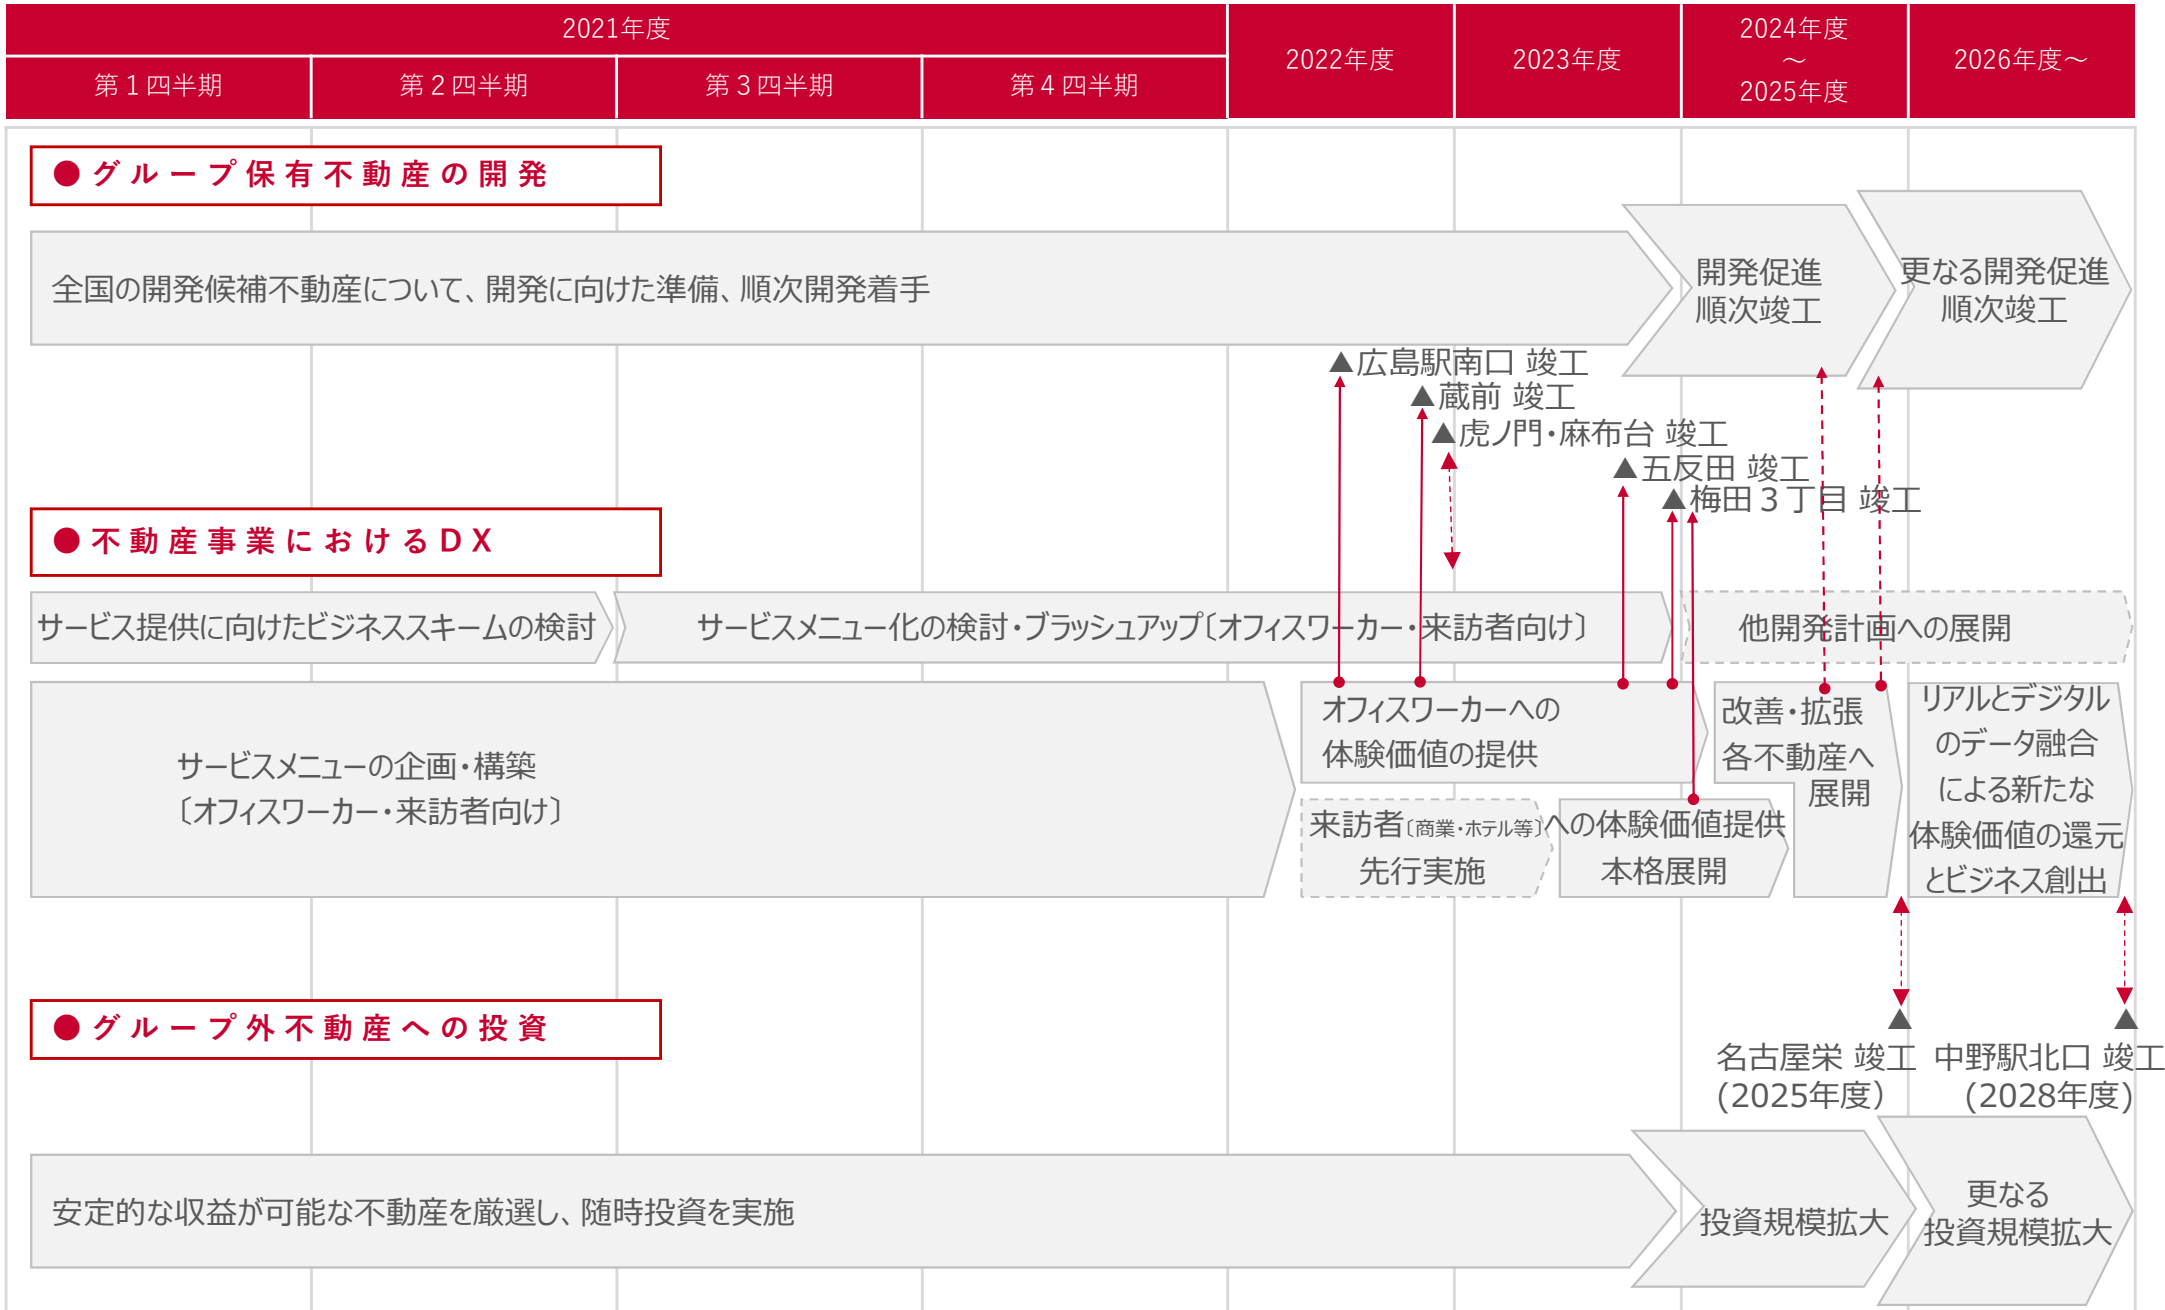 2021年度
2022年度
2023年度
2024年度
～
2025年度
2026年度～
第１四半期
第２四半期
第３四半期
第４四半期
●グループ保有不動産の開発
全国の開発候補不動産について、開発に向けた準備、順次開発着手
開発促進
順次竣工
更なる開発促進
順次竣工
▲広島駅南口 竣工
▲蔵前 竣工
▲虎ノ門・麻布台 竣工
▲五反田 竣工
▲梅田３丁目 竣工
●不動産事業におけるＤＸ
サービス提供に向けたビジネススキームの検討
サービスメニュー化の検討・ブラッシュアップ〔オフィスワーカー・来訪者向け〕
他開発計画への展開
サービスメニューの企画・構築
〔オフィスワーカー・来訪者向け〕
オフィスワーカーへの
体験価値の提供
来訪者〔商業・ホテル等〕への体験価値提供
先行実施
本格展開
改善・拡張
各不動産へ
展開
リアルとデジタル
のデータ融合
による新たな
体験価値の還元
とビジネス創出
●グループ外不動産への投資
▲
名古屋栄 竣工
(2025年度)
▲
中野駅北口 竣工
(2028年度)
安定的な収益が可能な不動産を厳選し、随時投資を実施
投資規模拡大
更なる
投資規模拡大